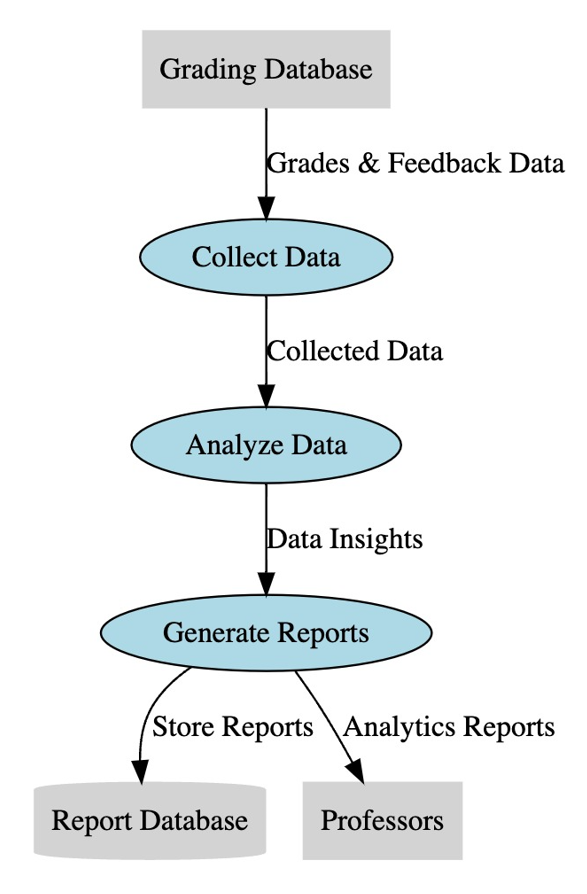 Grading Database
Grades & Feedback Data
Collect Data
Collected Data
Analyze Data
Data Insights
Generate Reports
Store Reports
Analytics Reports
Report Database
Professors